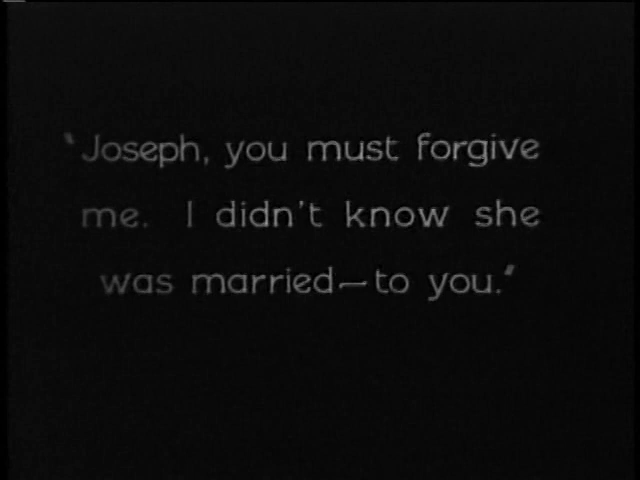 "Joseph, you must forgive
me. I didn't know she
was married—to you."